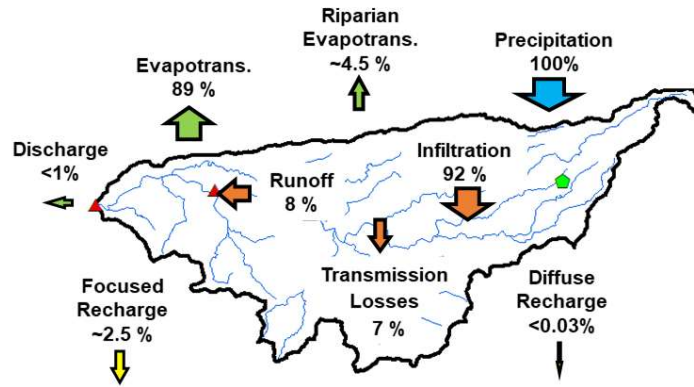 Riparian
Evapotrans.
~4.5 %
Precipitation
100%
Evapotrans.
89 %
Discharge
<1%
Runoff
8 %
Infiltration
92 %
Transmission
Losses
7 %
Focused
Recharge
~2.5 %
Diffuse
Recharge
<0.03%